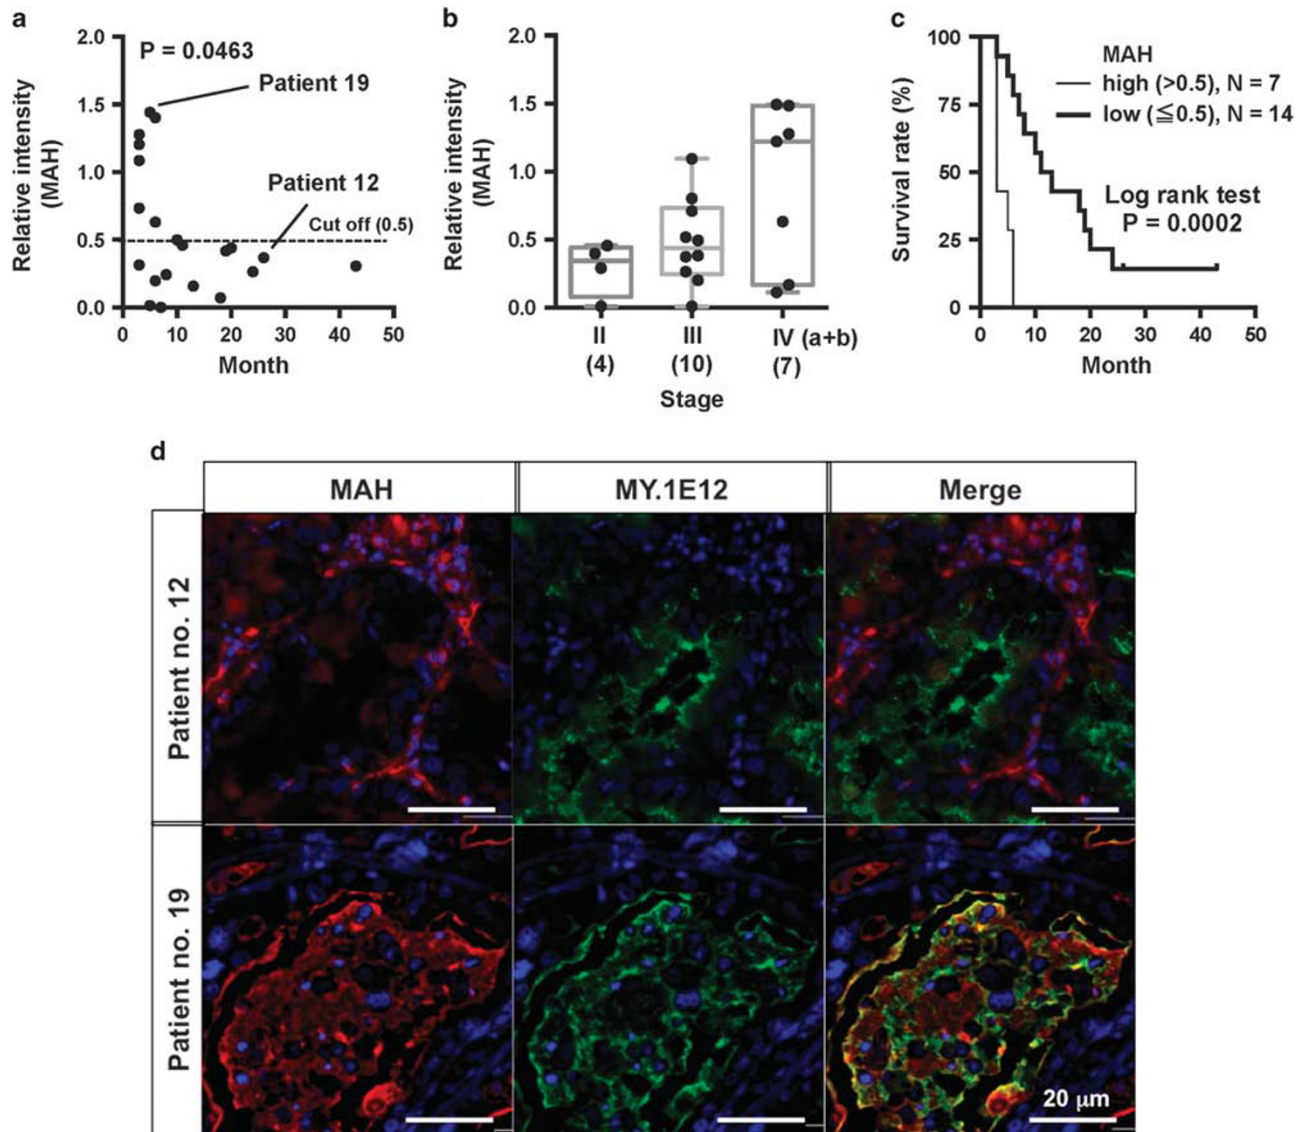 a
P = 0.0463
Patient 19
Patient 12
Cut off (0.5)
Relative intensity
(MAH)
2.0
1.5
1.0
0.5
0.0
0 10 20 30 40 50
Month
b
Relative intensity
(MAH)
2.0
1.5
1.0
0.5
0.0
II III IV (a+b)
(4) (10) (7)
Stage
c
Survival rate (%)
100
75
50
25
0
MAH
high (>0.5), N = 7
low (≦0.5), N = 14
Log rank test
P = 0.0002
0 10 20 30 40 50
Month
d
MAH MY.1E12 Merge
Patient no. 12
Patient no. 19
20 μm